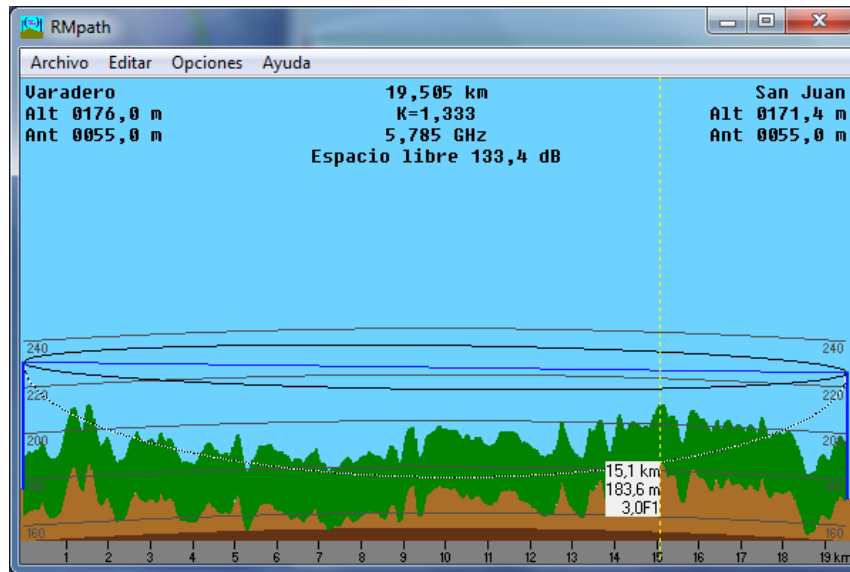 RMpath
Archivo Editar Opciones Ayuda
Varadero 19,505 km San Juan
Alt 0176,0 m K=1,333 Alt 0171,4 m
Ant 0055,0 m 5,785 GHz Ant 0055,0 m
Espacio libre 133,4 dB
240 240
220 220
200 200
15,1 km
180 183,6 m 180
3,0F1
160 160
1 2 3 4 5 6 7 8 9 10 11 12 13 14 15 16 17 18 19 km